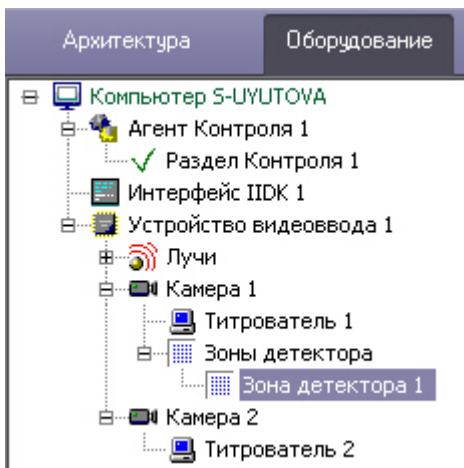 Архитектура Оборудование
Компьютер S-UYUTOVA
Агент Контроля 1
Раздел Контроля 1
Интерфейс IIDK 1
Устройство видеоввода 1
Лучи
Камера 1
Титрователь 1
Зоны детектора
Зона детектора 1
Камера 2
Титрователь 2